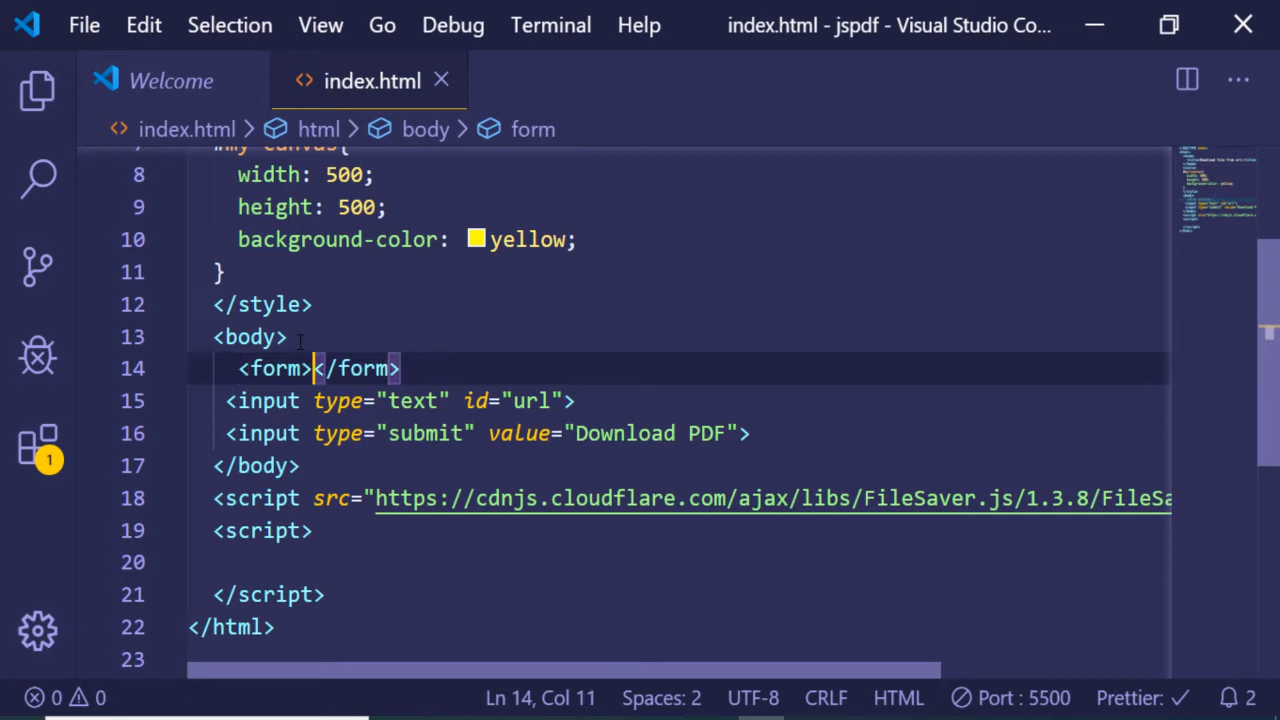 File Edit Selection View Go Debug Terminal Help index.html - jspdf - Visual Studio Co...
Welcome index.html
index.html > html > body > form
#my-canvas{
8 width: 500;
9 height: 500;
10 background-color: yellow;
11 }
12 </style>
13 <body>
14 <form></form>
15 <input type="text" id="url">
16 <input type="submit" value="Download PDF">
17 </body>
18 <script src="https://cdnjs.cloudflare.com/ajax/libs/FileSaver.js/1.3.8/FileSa
19 <script>
20
21 </script>
22 </html>
23
1
0 0 Ln 14, Col 11 Spaces: 2 UTF-8 CRLF HTML Port : 5500 Prettier: ✓ 2